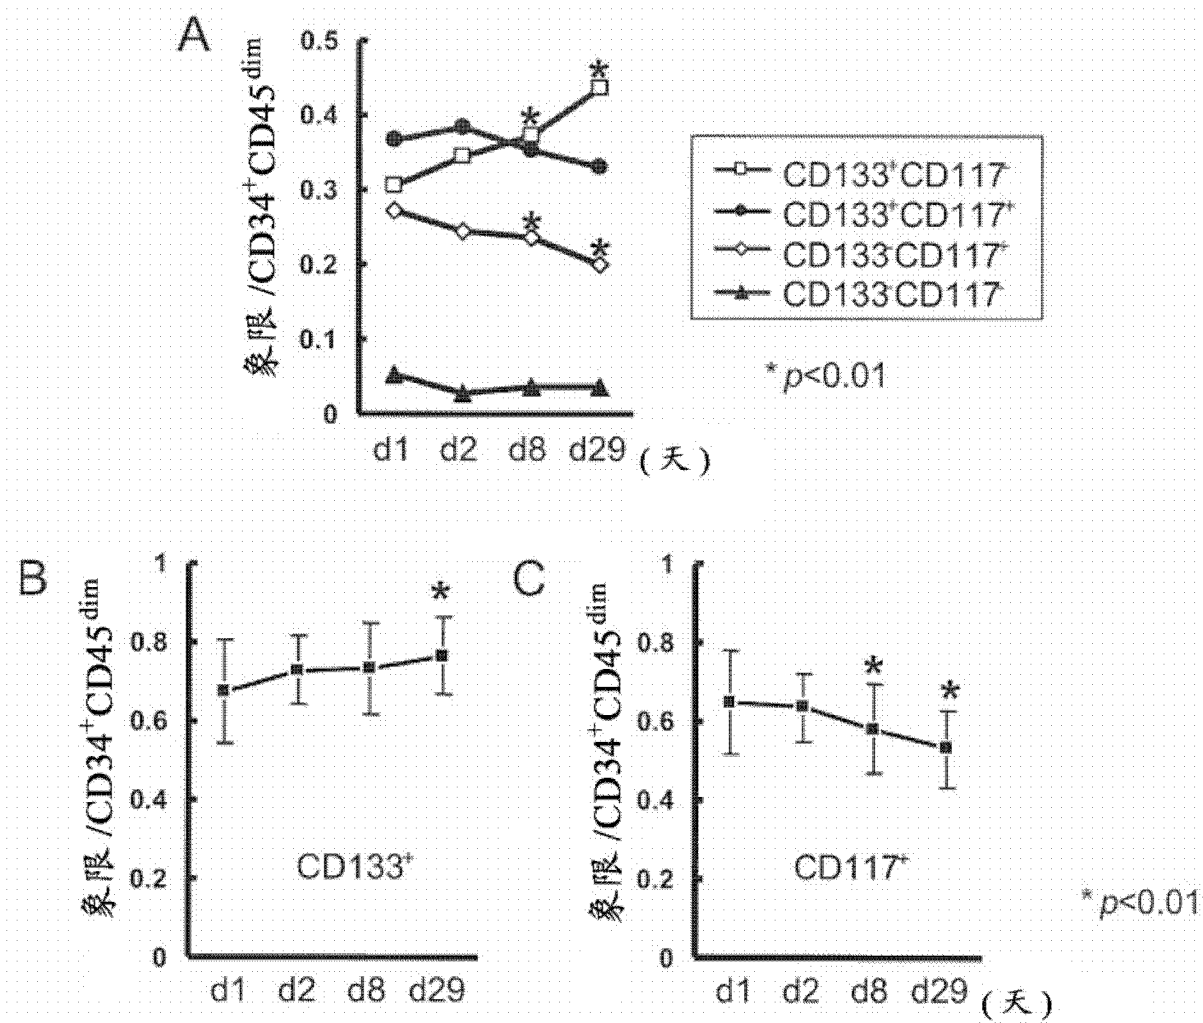 A
象限 /CD34⁺CD45ᵈⁱᵐ
0.5
0.4
0.3
0.2
0.1
0
*
*
*
*
d1 d2 d8 d29 (天)
CD133⁺CD117⁻
CD133⁺CD117⁺
CD133⁻CD117⁺
CD133⁻CD117⁻
* p<0.01
B
象限 /CD34⁺CD45ᵈⁱᵐ
1
0.8
0.6
0.4
0.2
0
*
CD133⁺
d1 d2 d8 d29
C
象限 /CD34⁺CD45ᵈⁱᵐ
1
0.8
0.6
0.4
0.2
0
*
*
CD117⁺
d1 d2 d8 d29 (天)
* p<0.01